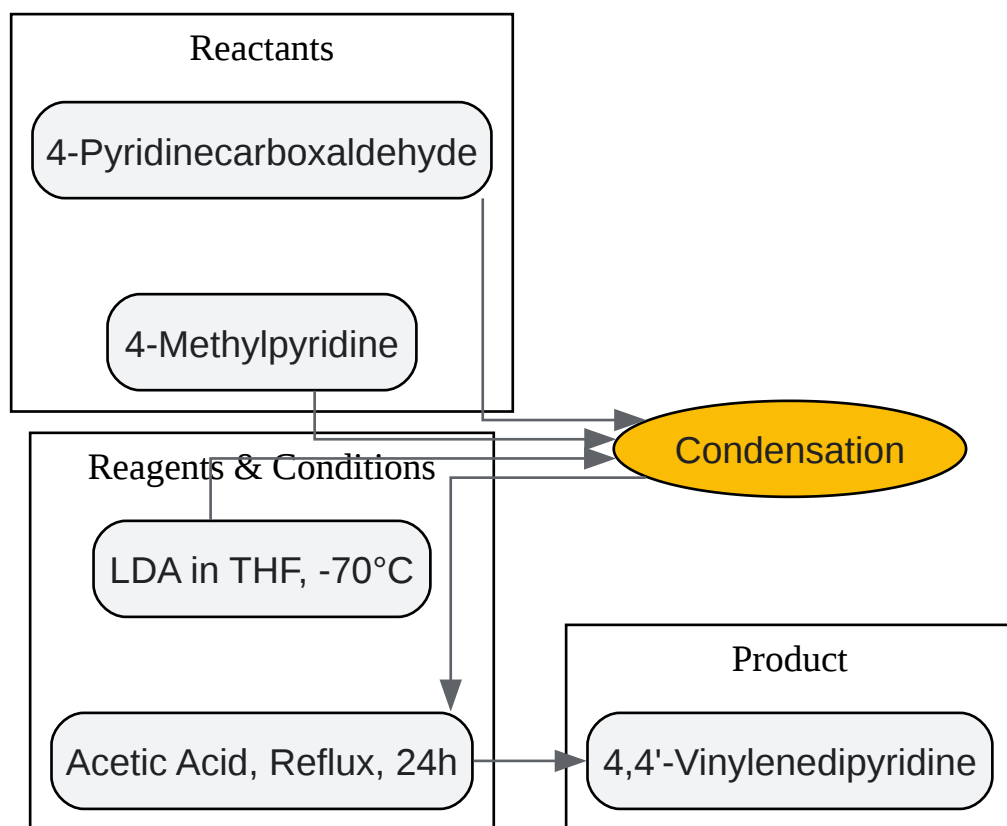 Reactants
4-Pyridinecarboxaldehyde
4-Methylpyridine
Condensation
Reagents & Conditions
LDA in THF, -70°C
Acetic Acid, Reflux, 24h
Product
4,4'-Vinylenedipyridine